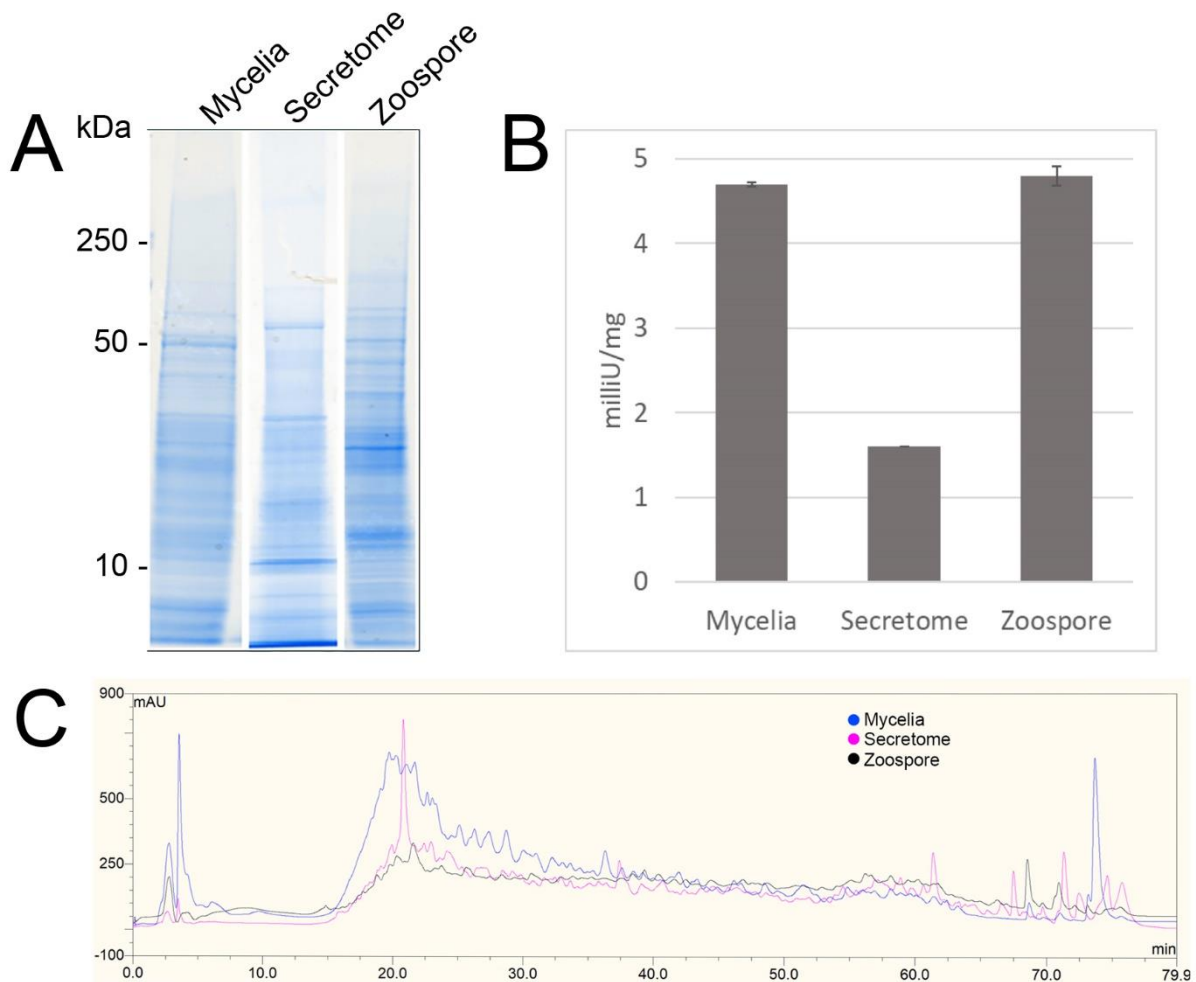 A
kDa
Mycelia
Secretome
Zoospore
250 -
50 -
10 -
B
milliU/mg
5
4
3
2
1
0
Mycelia
Secretome
Zoospore
C
900
mAU
500
250
-100
Mycelia
Secretome
Zoospore
min
0.0 10.0 20.0 30.0 40.0 50.0 60.0 70.0 79.9